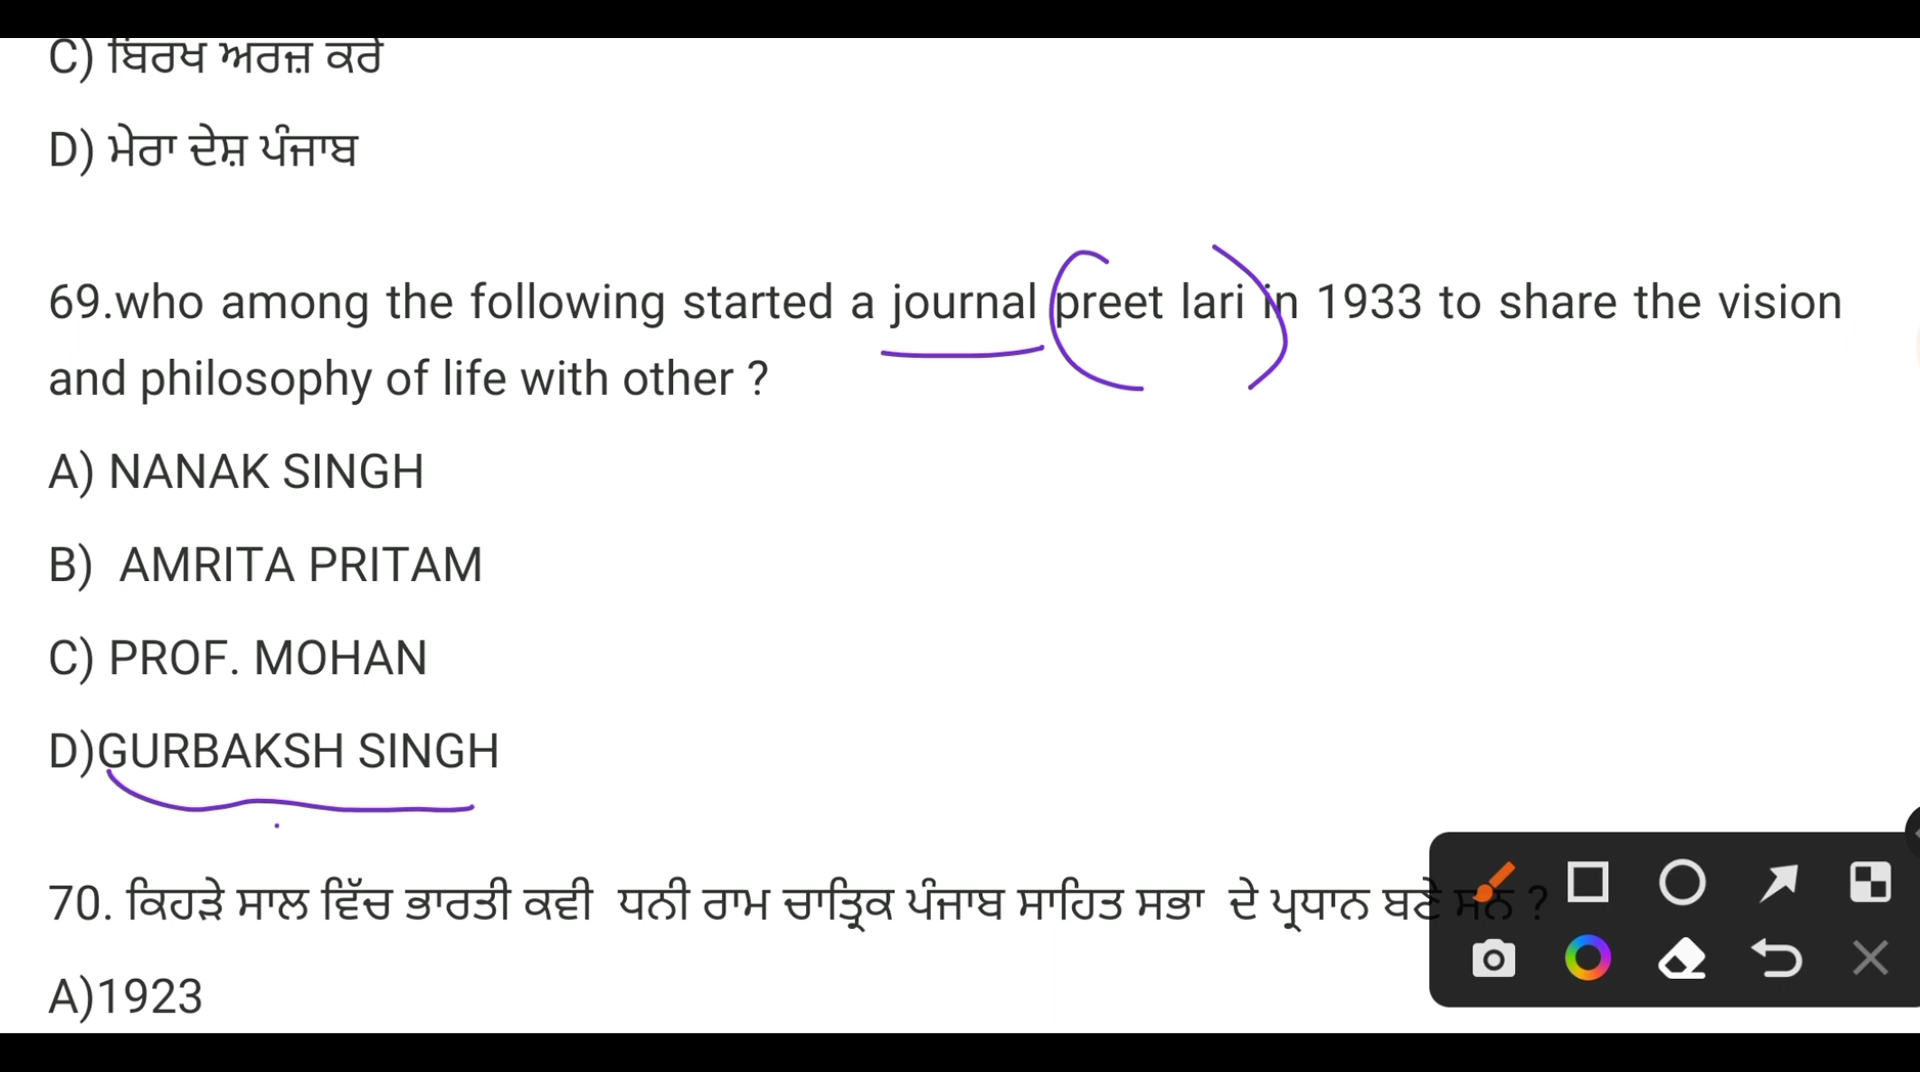 C) ਬਿਰਖ ਅਰਜ਼ ਕਰੇ
D) ਮੇਰਾ ਦੇਸ਼ ਪੰਜਾਬ
69.who among the following started a journal preet lari in 1933 to share the vision
and philosophy of life with other ?
A) NANAK SINGH
B) AMRITA PRITAM
C) PROF. MOHAN
D)GURBAKSH SINGH
70. ਕਿਹੜੇ ਸਾਲ ਵਿੱਚ ਭਾਰਤੀ ਕਵੀ ਧਨੀ ਰਾਮ ਚਾਤ੍ਰਿਕ ਪੰਜਾਬ ਸਾਹਿਤ ਸਭਾ ਦੇ ਪ੍ਰਧਾਨ ਬਣੇ ਸਨ ?
A)1923